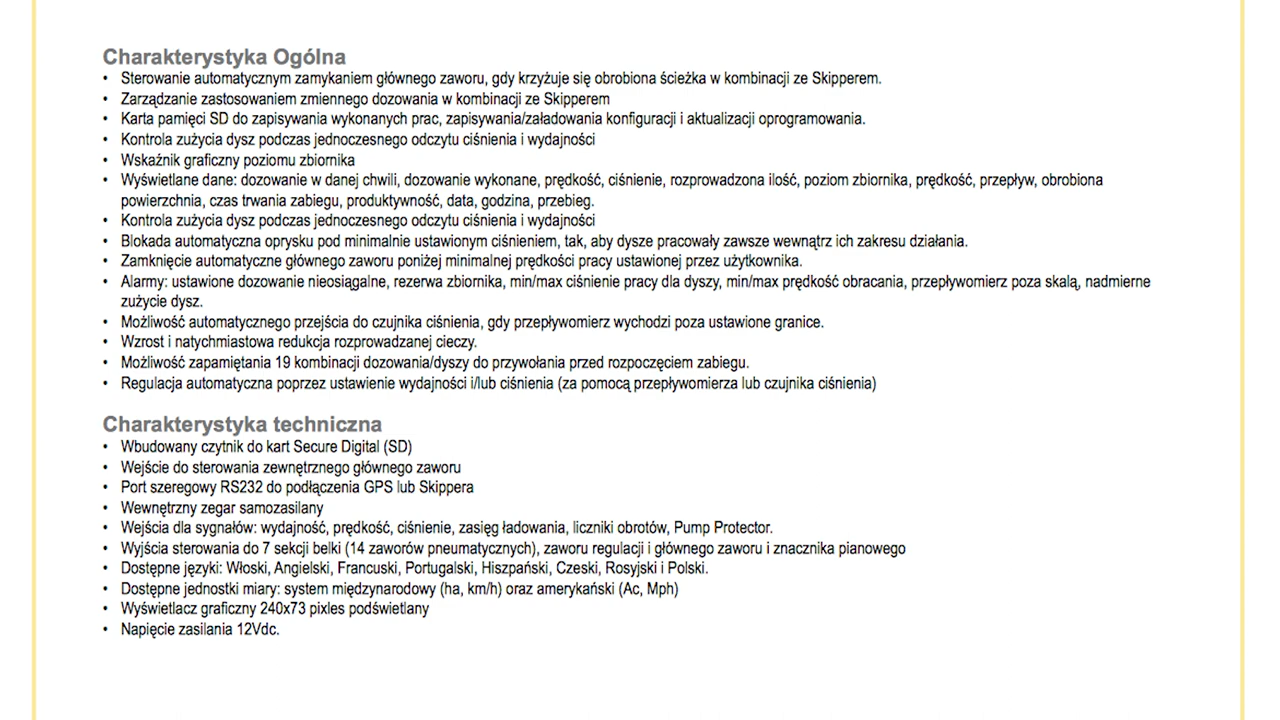 Charakterystyka Ogólna
• Sterowanie automatycznym zamykaniem głównego zaworu, gdy krzyżuje się obrobiona ścieżka w kombinacji ze Skipperem.
• Zarządzanie zastosowaniem zmiennego dozowania w kombinacji ze Skipperem
• Karta pamięci SD do zapisywania wykonanych prac, zapisywania/załadowania konfiguracji i aktualizacji oprogramowania.
• Kontrola zużycia dysz podczas jednoczesnego odczytu ciśnienia i wydajności
• Wskaźnik graficzny poziomu zbiornika
• Wyświetlane dane: dozowanie w danej chwili, dozowanie wykonane, prędkość, ciśnienie, rozprowadzona ilość, poziom zbiornika, prędkość, przepływ, obrobiona
powierzchnia, czas trwania zabiegu, produktywność, data, godzina, przebieg.
• Kontrola zużycia dysz podczas jednoczesnego odczytu ciśnienia i wydajności
• Blokada automatyczna oprysku pod minimalnie ustawionym ciśnieniem, tak, aby dysze pracowały zawsze wewnątrz ich zakresu działania.
• Zamknięcie automatyczne głównego zaworu poniżej minimalnej prędkości pracy ustawionej przez użytkownika.
• Alarmy: ustawione dozowanie nieosiągalne, rezerwa zbiornika, min/max ciśnienie pracy dla dyszy, min/max prędkość obracania, przepływomierz poza skalą, nadmierne
zużycie dysz.
• Możliwość automatycznego przejścia do czujnika ciśnienia, gdy przepływomierz wychodzi poza ustawione granice.
• Wzrost i natychmiastowa redukcja rozprowadzanej cieczy.
• Możliwość zapamiętania 19 kombinacji dozowania/dyszy do przywołania przed rozpoczęciem zabiegu.
• Regulacja automatyczna poprzez ustawienie wydajności i/lub ciśnienia (za pomocą przepływomierza lub czujnika ciśnienia)
Charakterystyka techniczna
• Wbudowany czytnik do kart Secure Digital (SD)
• Wejście do sterowania zewnętrznego głównego zaworu
• Port szeregowy RS232 do podłączenia GPS lub Skippera
• Wewnętrzny zegar samozasilany
• Wejścia dla sygnałów: wydajność, prędkość, ciśnienie, zasięg ładowania, liczniki obrotów, Pump Protector.
• Wyjścia sterowania do 7 sekcji belki (14 zaworów pneumatycznych), zaworu regulacji i głównego zaworu i znacznika pianowego
• Dostępne języki: Włoski, Angielski, Francuski, Portugalski, Hiszpański, Czeski, Rosyjski i Polski.
• Dostępne jednostki miary: system międzynarodowy (ha, km/h) oraz amerykański (Ac, Mph)
• Wyświetlacz graficzny 240x73 pixles podświetlany
• Napięcie zasilania 12Vdc.